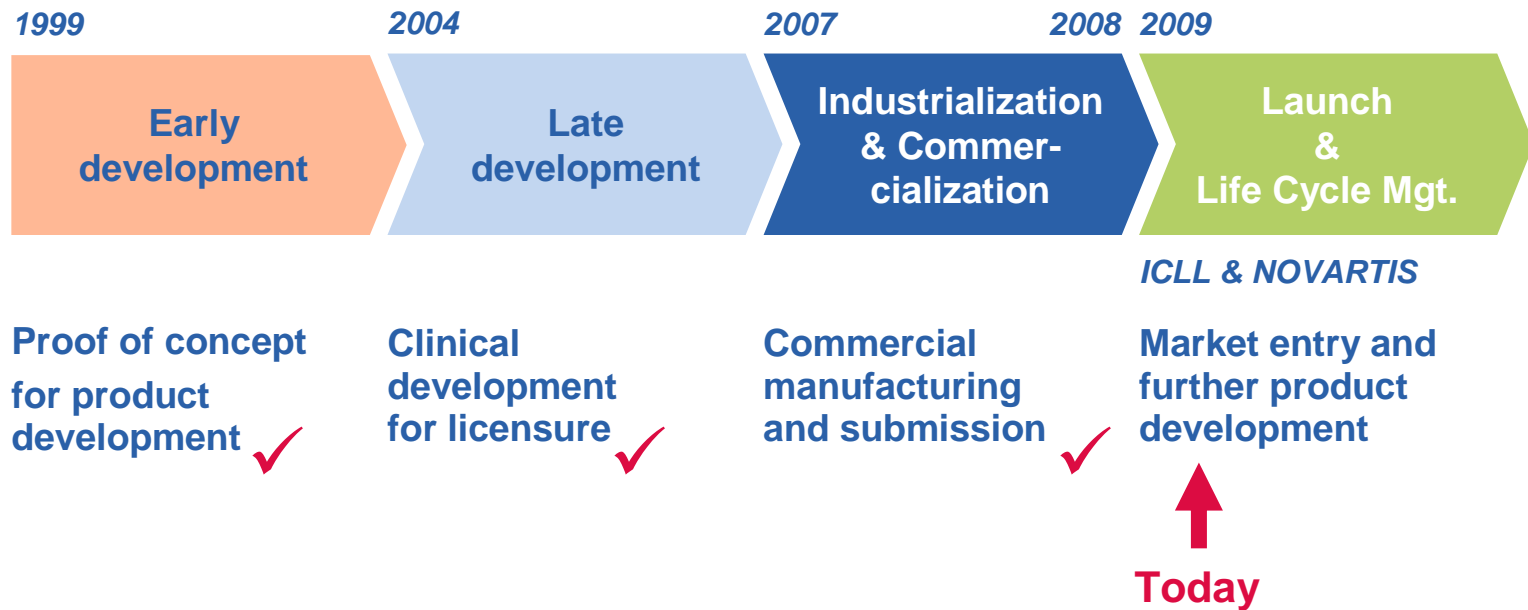 1999
2004
2007
2008
2009
Early
development
Late
development
Industrialization
& Commer-
cialization
Launch
&
Life Cycle Mgt.
ICLL & NOVARTIS
Proof of concept
for product
development
Clinical
development
for licensure
Commercial
manufacturing
and submission
Market entry and
further product
development
Today